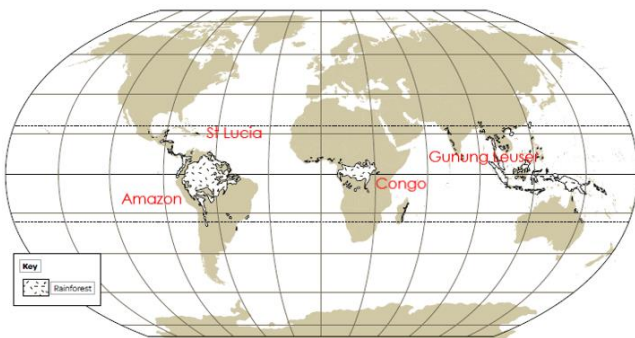 St Lucia
Gunung Leuser
Congo
Amazon
Key
Rainforest